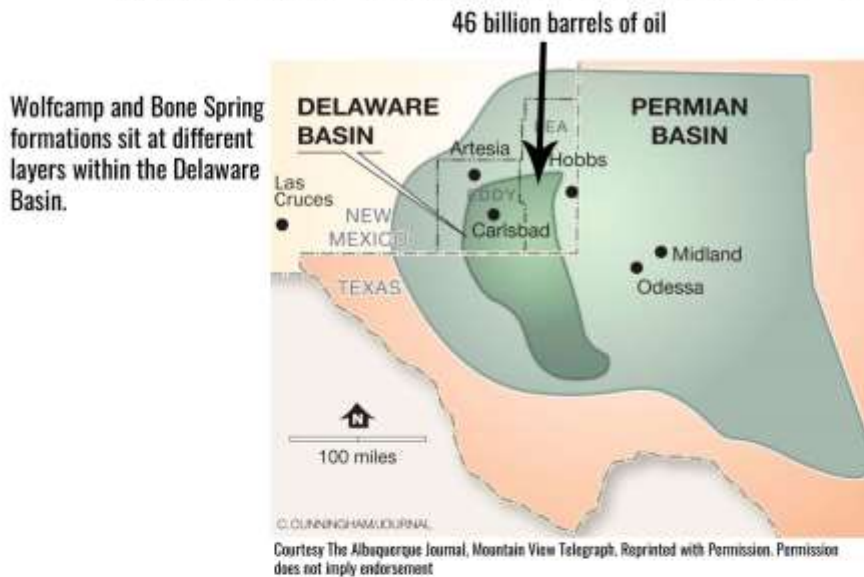 46 billion barrels of oil
Wolfcamp and Bone Spring
formations sit at different
layers within the Delaware
Basin.
DELAWARE
BASIN
PERMIAN
BASIN
LEA
Artesia
Hobbs
EDDY
Las
Cruces
Carlsbad
NEW
MEXICO
Midland
Odessa
TEXAS
N
100 miles
C.CUNNINGHAM/JOURNAL
Courtesy The Albuquerque Journal, Mountain View Telegraph, Reprinted with Permission. Permission
does not imply endorsement